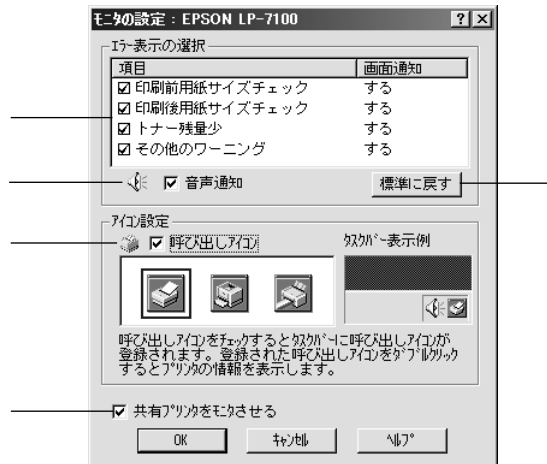 ﾓﾆﾀの設定：EPSON LP-7100
ｴﾗｰ表示の選択
項目 画面通知
印刷前用紙サイズチェック する
印刷後用紙サイズチェック する
トナー残量少 する
その他のワーニング する
音声通知 標準に戻す
ｱｲｺﾝ設定
呼び出しｱｲｺﾝ ﾀｽｸﾊﾞｰ表示例
呼び出しｱｲｺﾝをﾁｪｯｸするとﾀｽｸﾊﾞｰに呼び出しｱｲｺﾝが
登録されます。登録された呼び出しｱｲｺﾝをﾀﾞﾌﾞﾙｸﾘｯｸ
するとﾌﾟﾘﾝﾀの情報を表示します。
共有ﾌﾟﾘﾝﾀをﾓﾆﾀさせる
OK ｷｬﾝｾﾙ ﾍﾙﾌﾟ